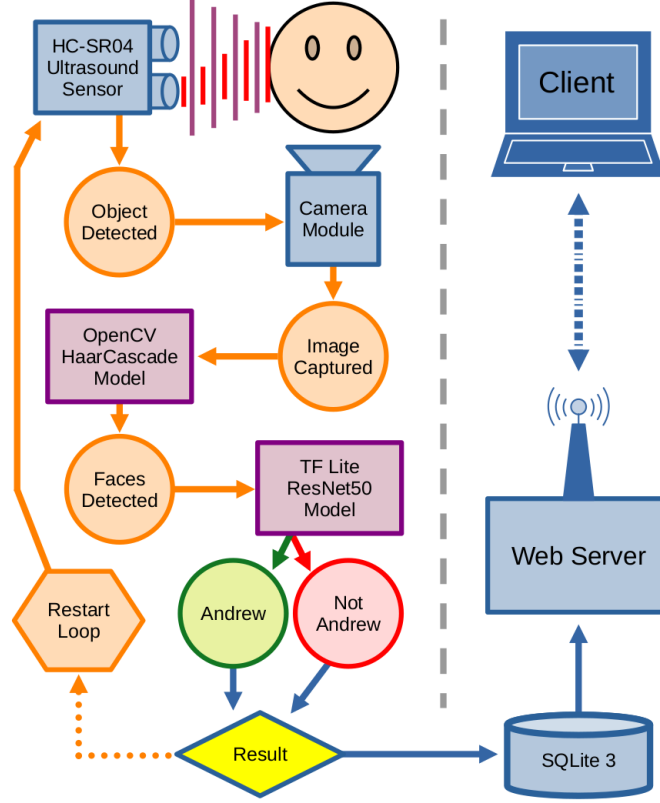 HC-SR04
Ultrasound
Sensor
Client
Object
Detected
Camera
Module
OpenCV
HaarCascade
Model
Image
Captured
Faces
Detected
TF Lite
ResNet50
Model
Web Server
Restart
Loop
Andrew
Not
Andrew
Result
SQLite 3